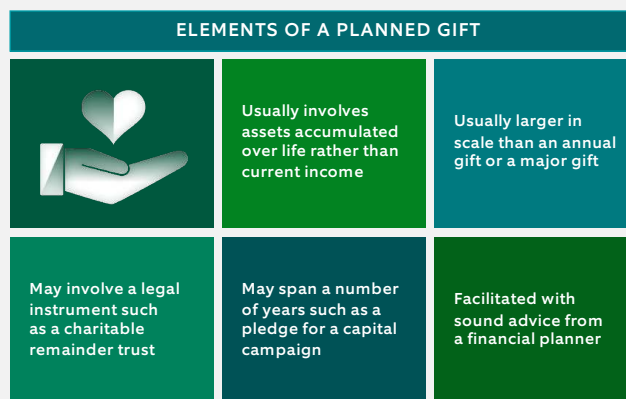 ELEMENTS OF A PLANNED GIFT
Usually involves
assets accumulated
over life rather than
current income
Usually larger in
scale than an annual
gift or a major gift
May involve a legal
instrument such
as a charitable
remainder trust
May span a number
of years such as a
pledge for a capital
campaign
Facilitated with
sound advice from
a financial planner